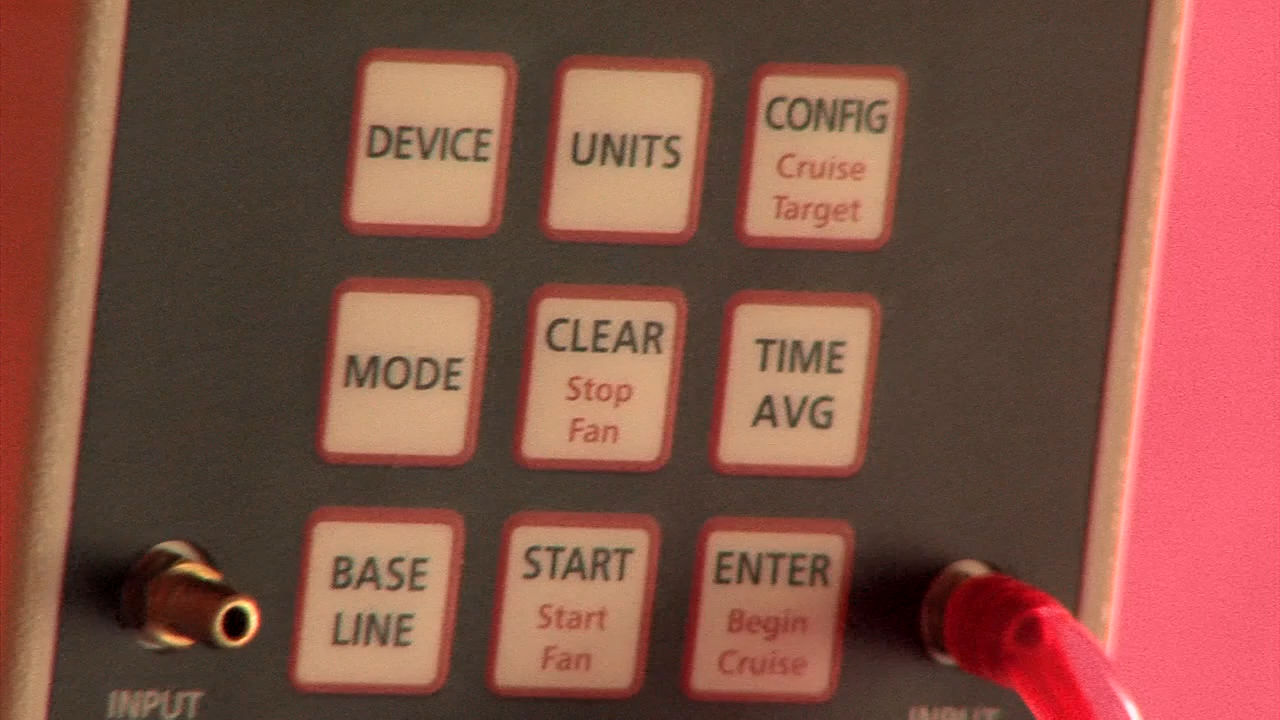 DEVICE
UNITS
CONFIG
Cruise
Target
MODE
CLEAR
Stop
Fan
TIME
AVG
BASE
LINE
START
Start
Fan
ENTER
Begin
Cruise
INPUT
INPUT